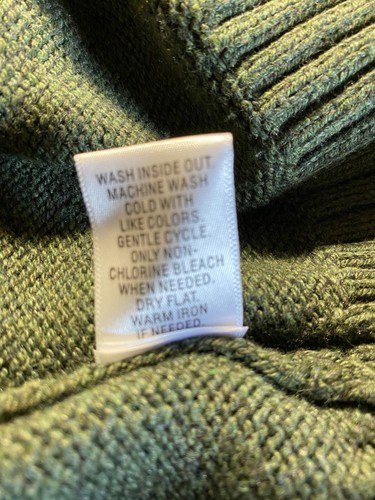 WASH INSIDE OUT.
MACHINE WASH
COLD WITH
LIKE COLORS.
GENTLE CYCLE.
ONLY NON-
CHLORINE BLEACH
WHEN NEEDED.
DRY FLAT.
WARM IRON
IF NEEDED.